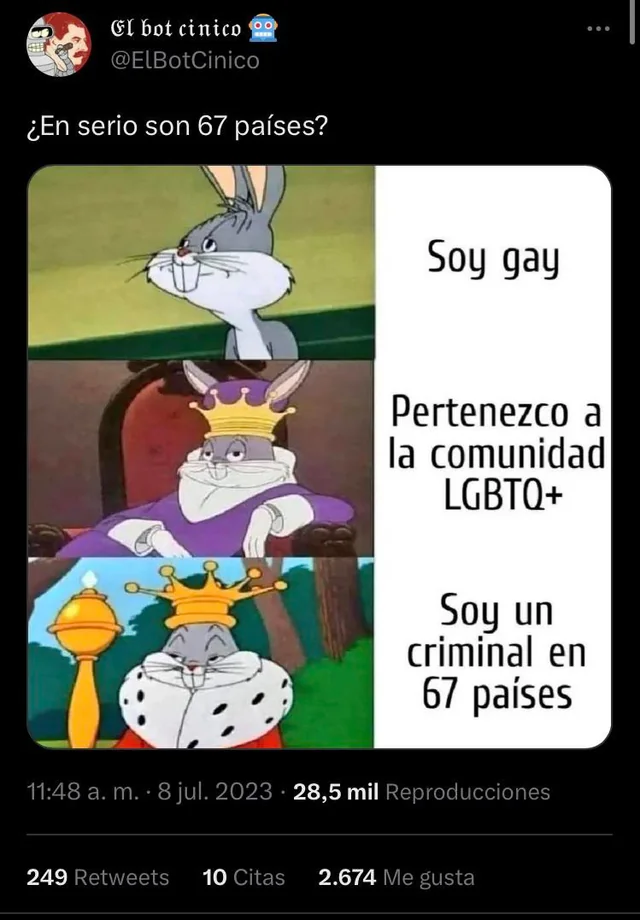 El bot cinico
@ElBotCinico
¿En serio son 67 países?
Soy gay
Pertenezco a
la comunidad
LGBTQ+
Soy un
criminal en
67 países
11:48 a. m. · 8 jul. 2023 · 28,5 mil Reproducciones
249 Retweets 10 Citas 2.674 Me gusta